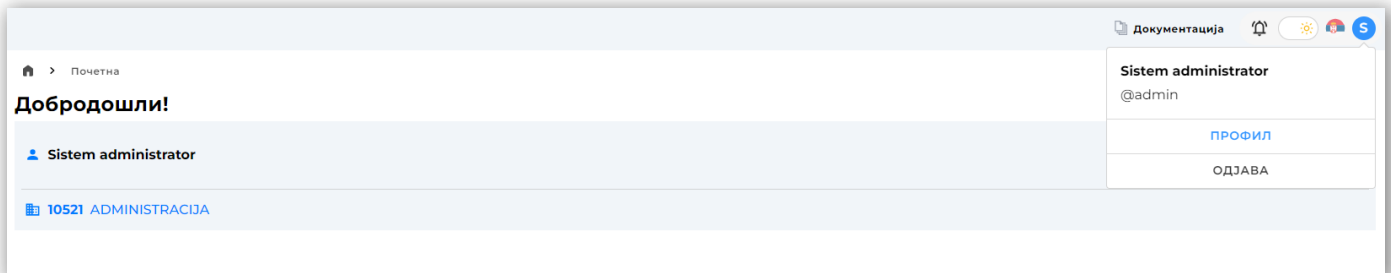 Документација
S
Sistem administrator
@admin
ПРОФИЛ
ОДЈАВА
Почетна
Добродошли!
Sistem administrator
10521 ADMINISTRACIJA